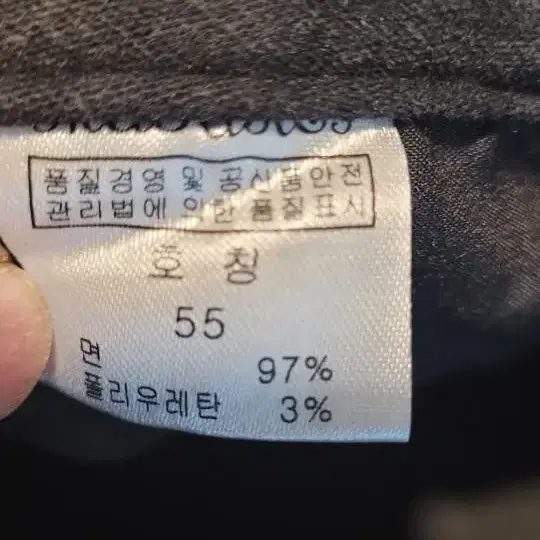 품질경영 및 공산품안전
관리법에 의한 품질표시
호 칭
55
면 97%
폴리우레탄 3%